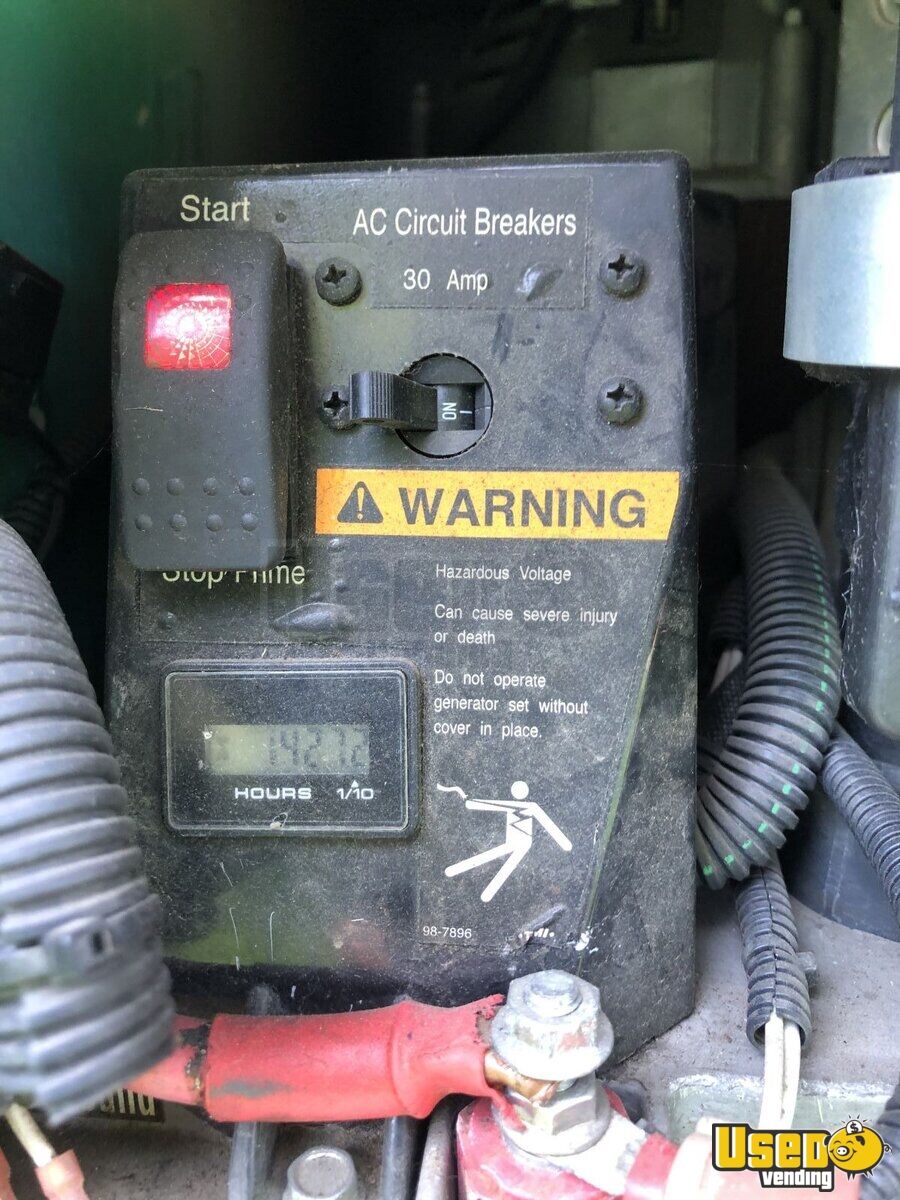 Start
AC Circuit Breakers
30 Amp
ON
WARNING
Stop/Prime
Hazardous Voltage
Can cause severe injury
or death
Do not operate
generator set without
cover in place.
HOURS 1/10
98-7896
USED
vending